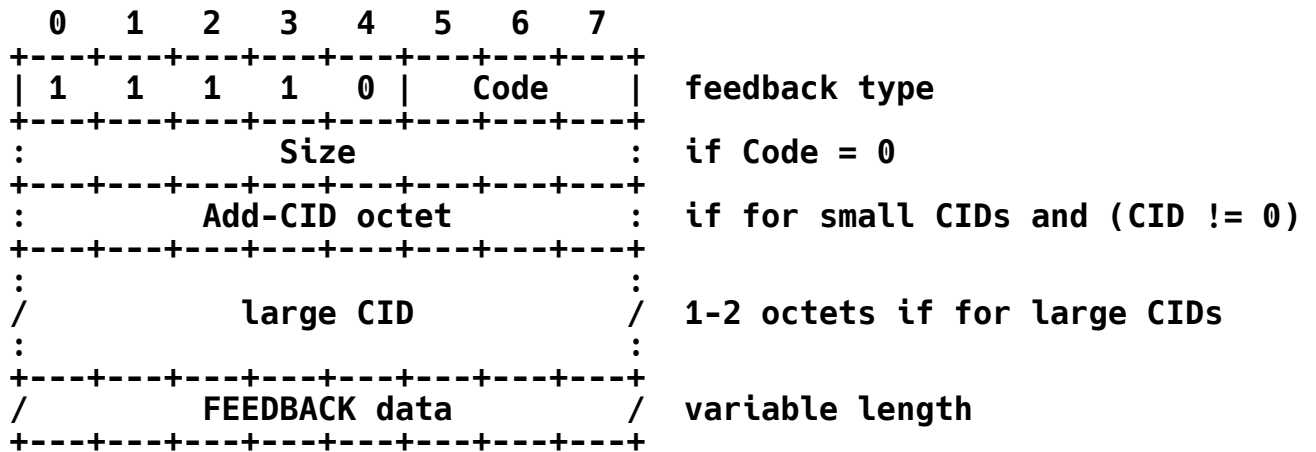 0   1   2   3   4   5   6   7
+---+---+---+---+---+---+---+---+
| 1   1   1   1   0 |   Code    |  feedback type
+---+---+---+---+---+---+---+---+
:             Size              :  if Code = 0
+---+---+---+---+---+---+---+---+
:         Add-CID octet         :  if for small CIDs and (CID != 0)
+---+---+---+---+---+---+---+---+
:                               :
/           large CID           /  1-2 octets if for large CIDs
:                               :
+---+---+---+---+---+---+---+---+
/         FEEDBACK data         /  variable length
+---+---+---+---+---+---+---+---+